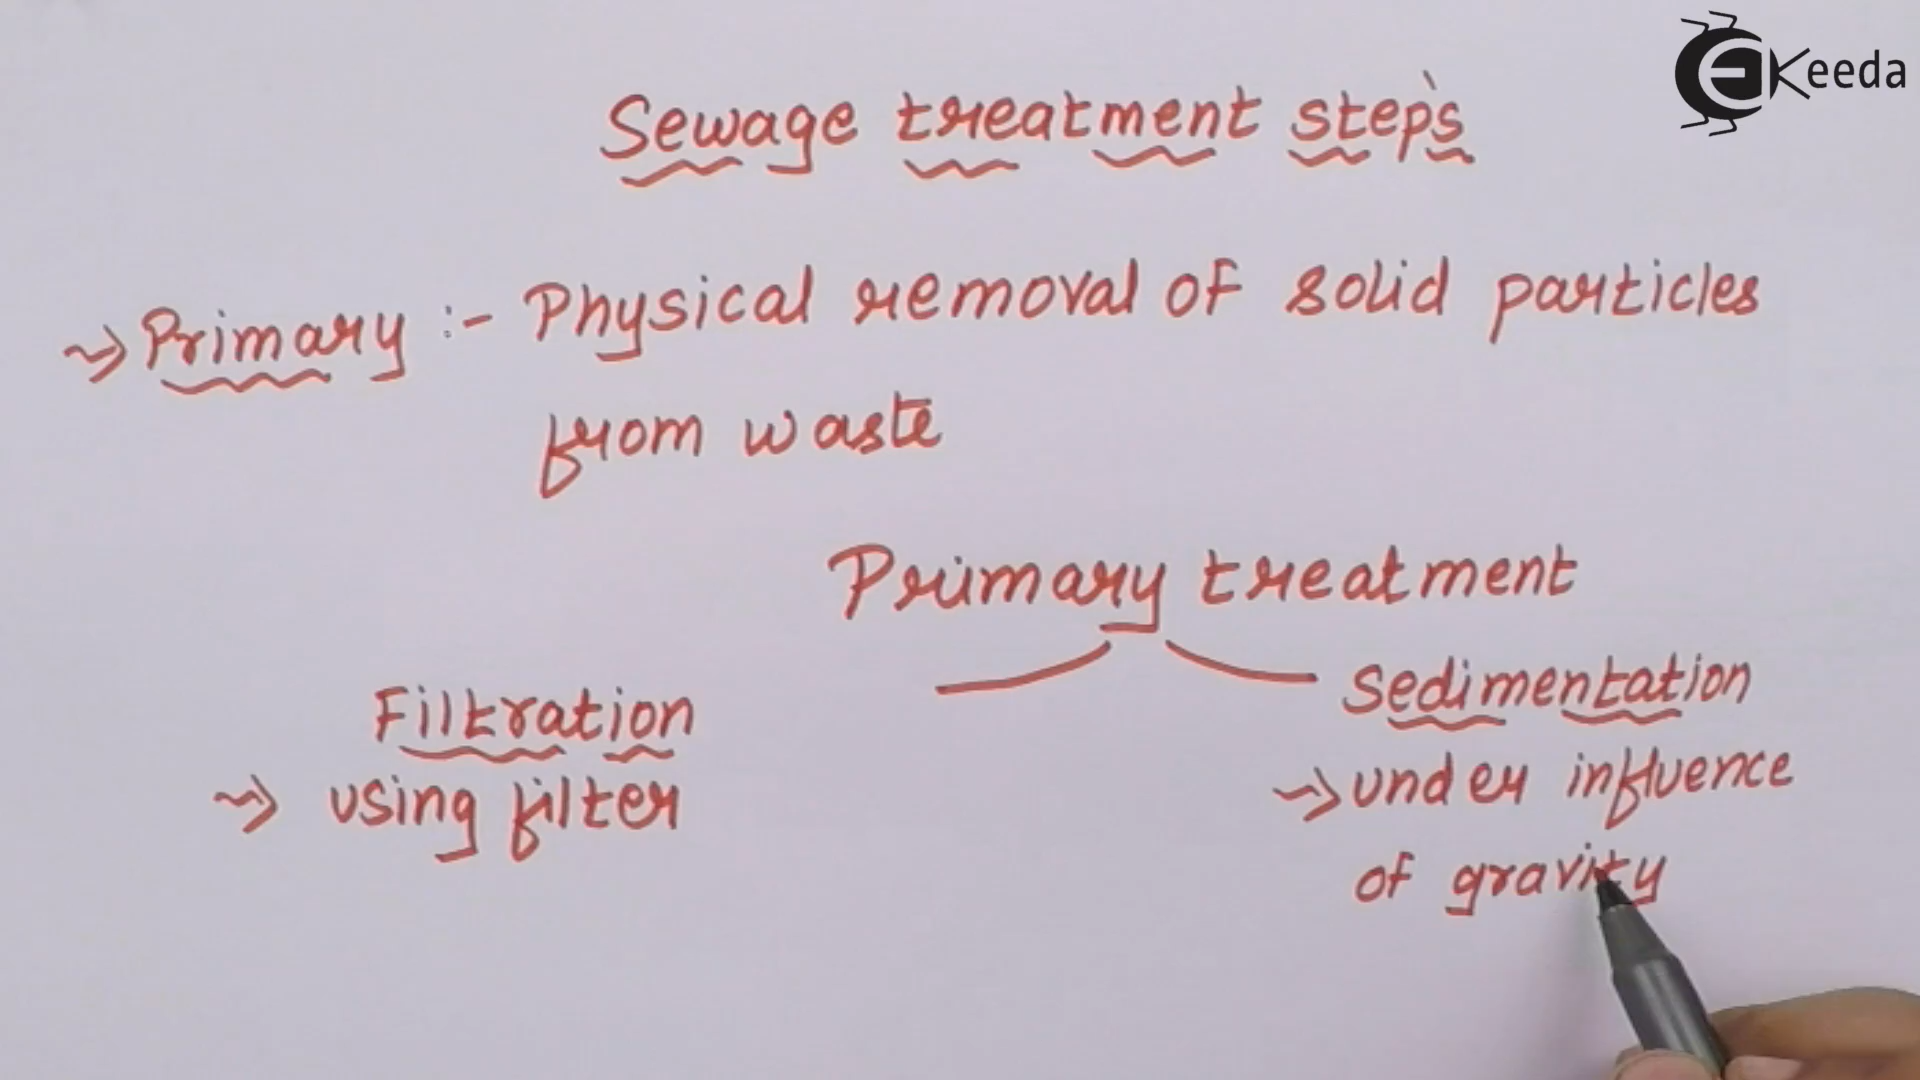 EKeeda
Sewage treatment step's
Primary :- Physical removal of solid particles
from waste
Primary treatment
Filtration
using filter
Sedimentation
under influence
of gravity